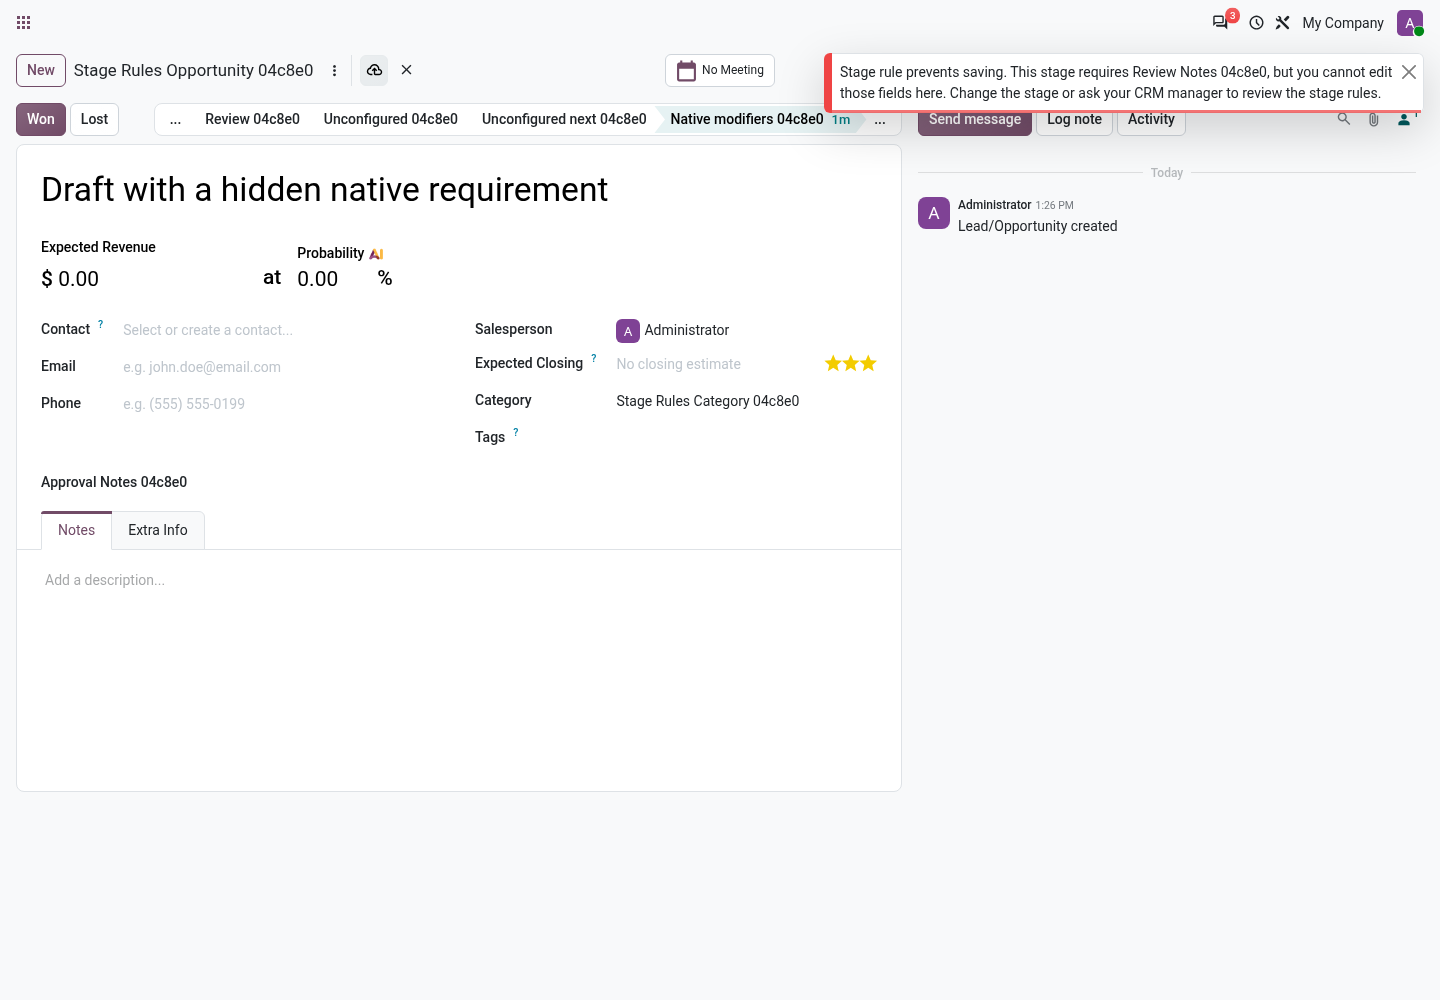 3
My Company
A
New
Stage Rules Opportunity 04c8e0
No Meeting
Stage rule prevents saving. This stage requires Review Notes 04c8e0, but you cannot edit
those fields here. Change the stage or ask your CRM manager to review the stage rules.
Won
Lost
...
Review 04c8e0
Unconfigured 04c8e0
Unconfigured next 04c8e0
Native modifiers 04c8e0 1m
...
Send message
Log note
Activity
Draft with a hidden native requirement
Today
A
Administrator 1:26 PM
Lead/Opportunity created
Expected Revenue
Probability AI
$ 0.00
at
0.00
%
Contact ?
Select or create a contact...
Salesperson
A
Administrator
Email
e.g. john.doe@email.com
Expected Closing ?
No closing estimate
Phone
e.g. (555) 555-0199
Category
Stage Rules Category 04c8e0
Tags ?
Approval Notes 04c8e0
Notes
Extra Info
Add a description...